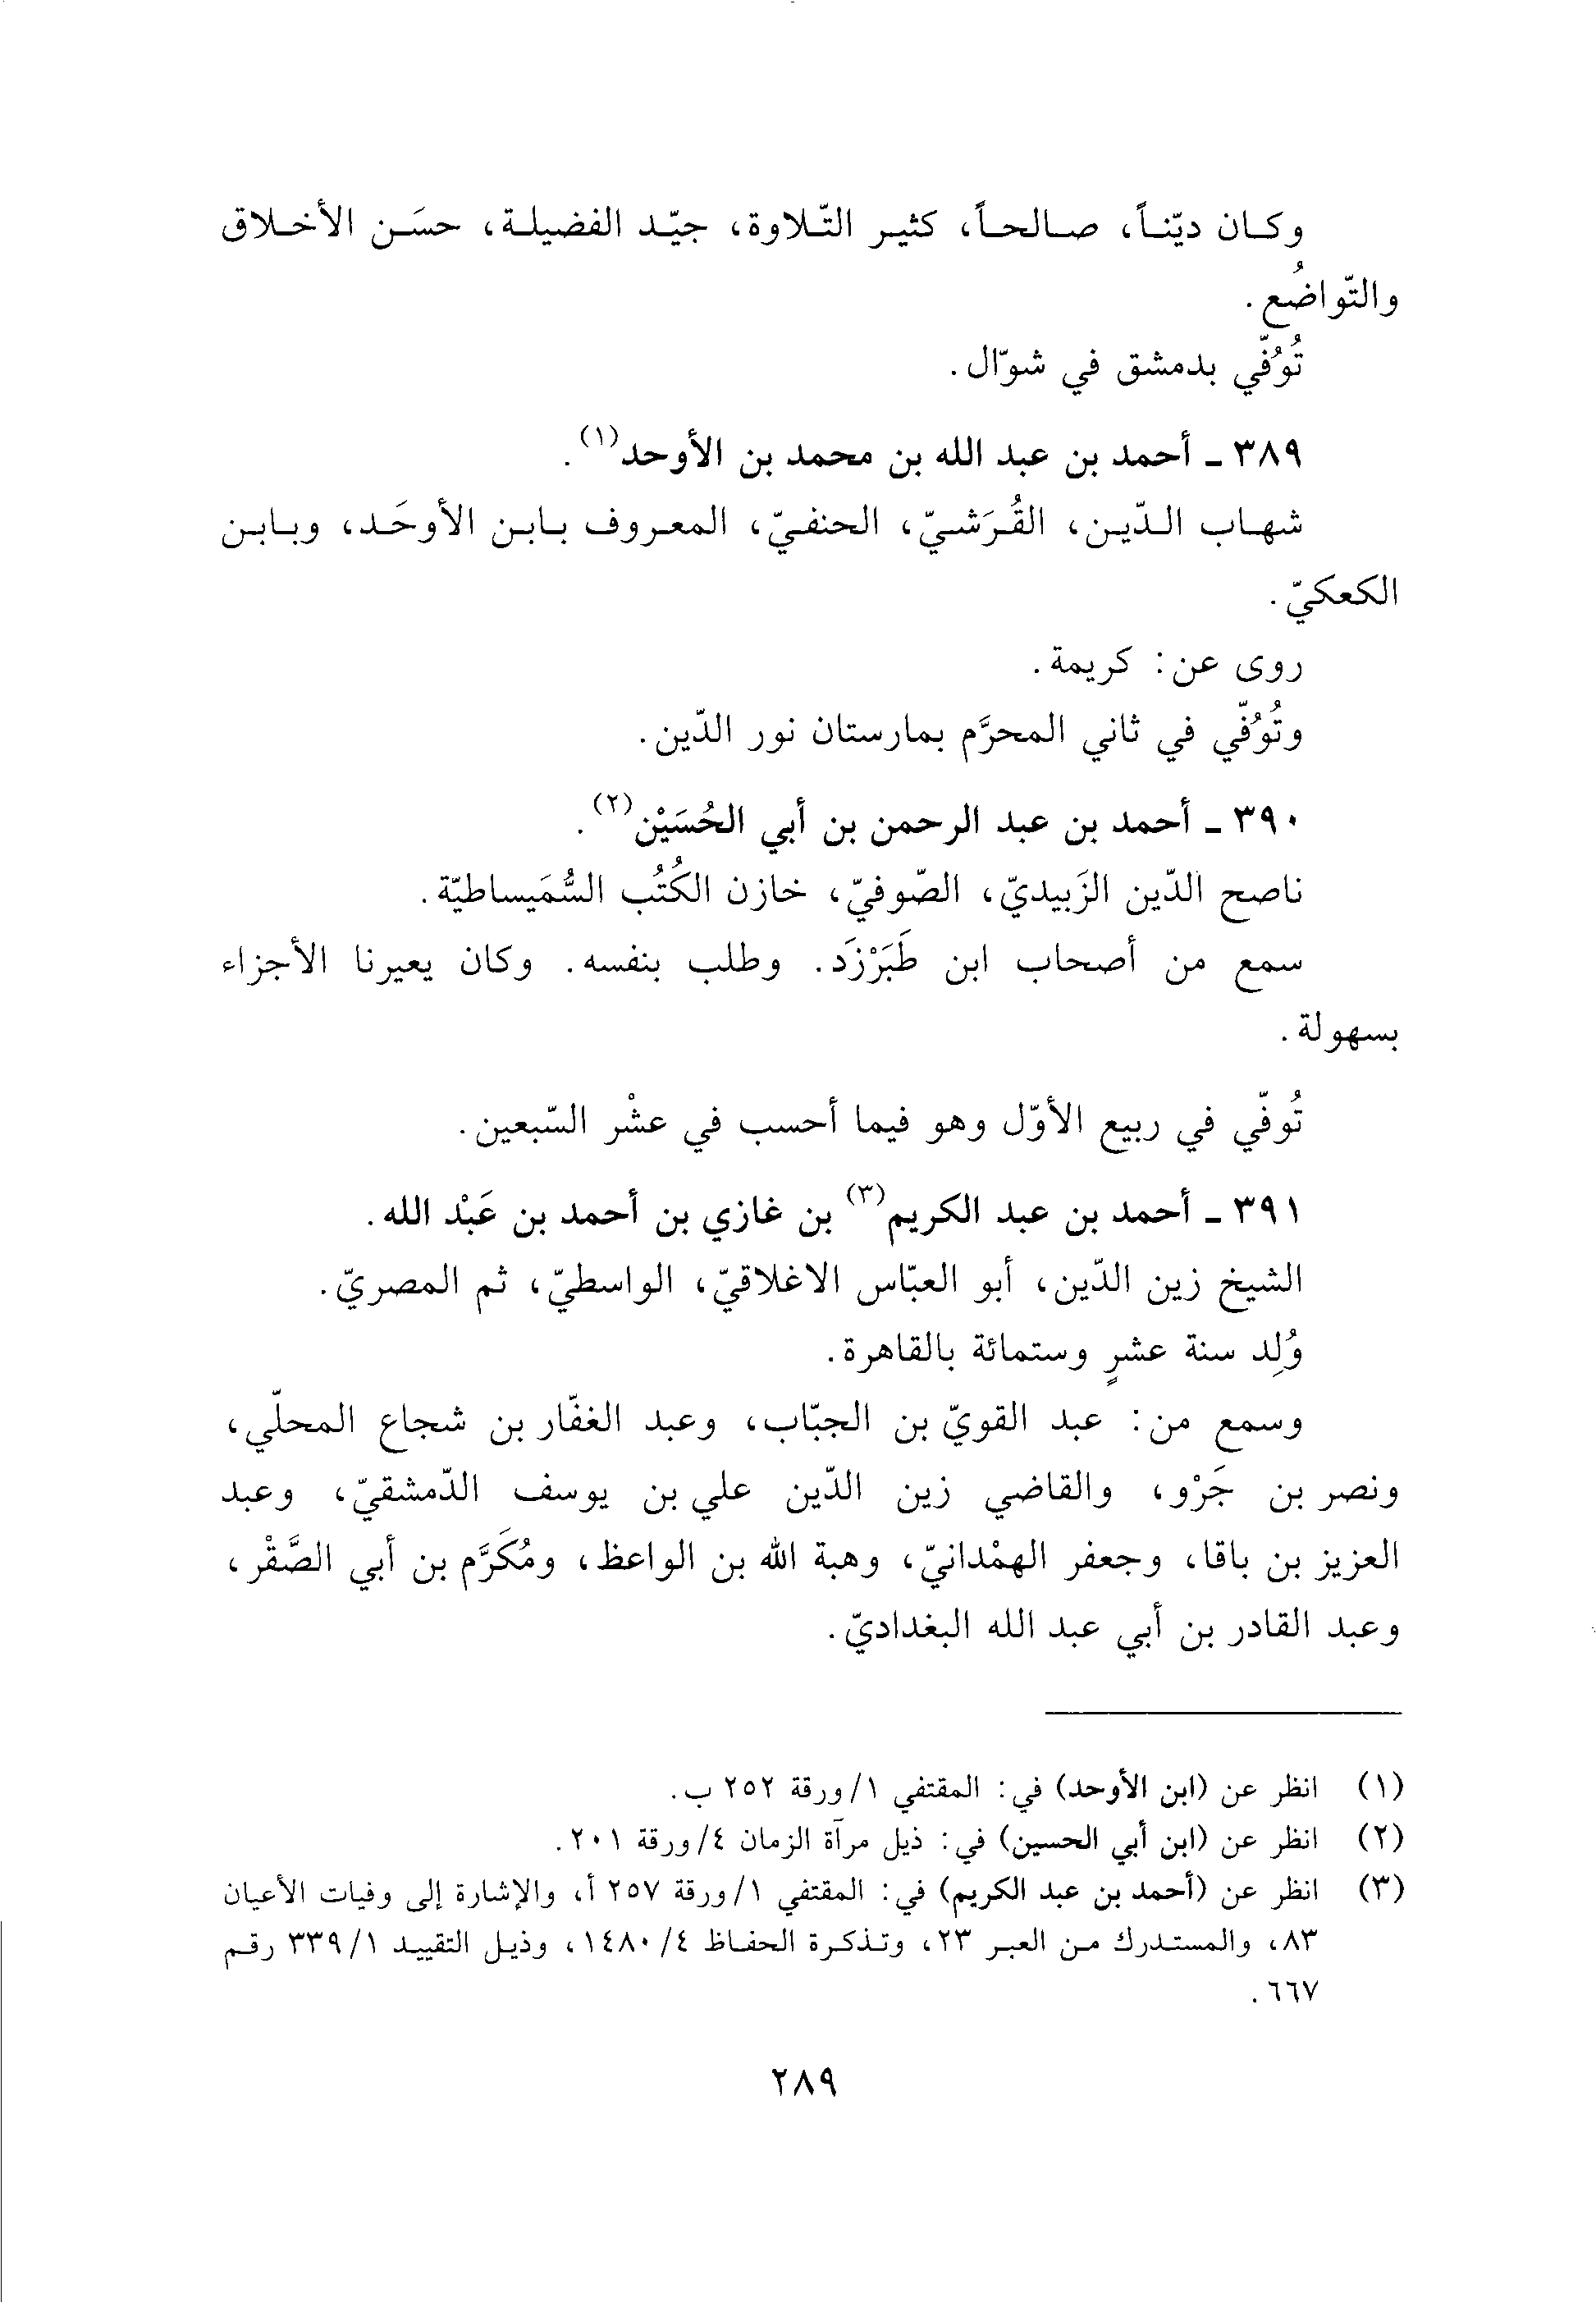 وكان ديّناً، صالحاً، كثير التّلاوة، جيّد الفضيلة، حسَن الأخلاق
والتّواضُع.
تُوُفّي بدمشق في شوّال.
٣٨٩ ـ أحمد بن عبد الله بن محمد بن الأوحد(١).
شهاب الدّين، القُرَشيّ، الحنفيّ، المعروف بابن الأوحَد، وبابن
الكعكيّ.
روى عن: كريمة.
وتُوُفّي في ثاني المحرَّم بمارستان نور الدّين.
٣٩٠ ـ أحمد بن عبد الرحمن بن أبي الحُسَيْن(٢).
ناصح الدّين الزَبيديّ، الصّوفيّ، خازن الكُتُب السُّمَيساطيّة.
سمع من أصحاب ابن طَبَرْزَد. وطلب بنفسه. وكان يعيرنا الأجزاء
بسهولة.
تُوفّي في ربيع الأوّل وهو فيما أحسب في عشْر السّبعين.
٣٩١ ـ أحمد بن عبد الكريم(٣) بن غازي بن أحمد بن عَبْد الله.
الشيخ زين الدّين، أبو العبّاس الاغلاقيّ، الواسطيّ، ثم المصريّ.
وُلِد سنة عشرٍ وستمائة بالقاهرة.
وسمع من: عبد القويّ بن الجبّاب، وعبد الغفّار بن شجاع المحلّي،
ونصر بن جَرْو، والقاضي زين الدّين علي بن يوسف الدّمشقيّ، وعبد
العزيز بن باقا، وجعفر الهمْدانيّ، وهبة الله بن الواعظ، ومُكَرَّم بن أبي الصَّقْر،
وعبد القادر بن أبي عبد الله البغداديّ.
(١) انظر عن (ابن الأوحد) في: المقتفي ١/ورقة ٢٥٢ ب.
(٢) انظر عن (ابن أبي الحسين) في: ذيل مرآة الزمان ٤/ورقة ٢٠١.
(٣) انظر عن (أحمد بن عبد الكريم) في: المقتفي ١/ورقة ٢٥٧ أ، والإشارة إلى وفيات الأعيان
٨٣، والمستدرك من العبر ٢٣، وتذكرة الحفاظ ٤/١٤٨٠، وذيل التقييد ١/٣٣٩ رقم
٦٦٧.
٢٨٩